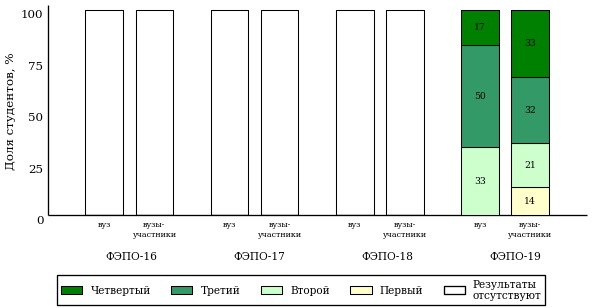 Доля студентов, %
100
75
50
25
0
17
50
33
33
32
21
14
вуз
вузы-
участники
вуз
вузы-
участники
вуз
вузы-
участники
вуз
вузы-
участники
ФЭПО-16
ФЭПО-17
ФЭПО-18
ФЭПО-19
Четвертый
Третий
Второй
Первый
Результаты
отсутствуют